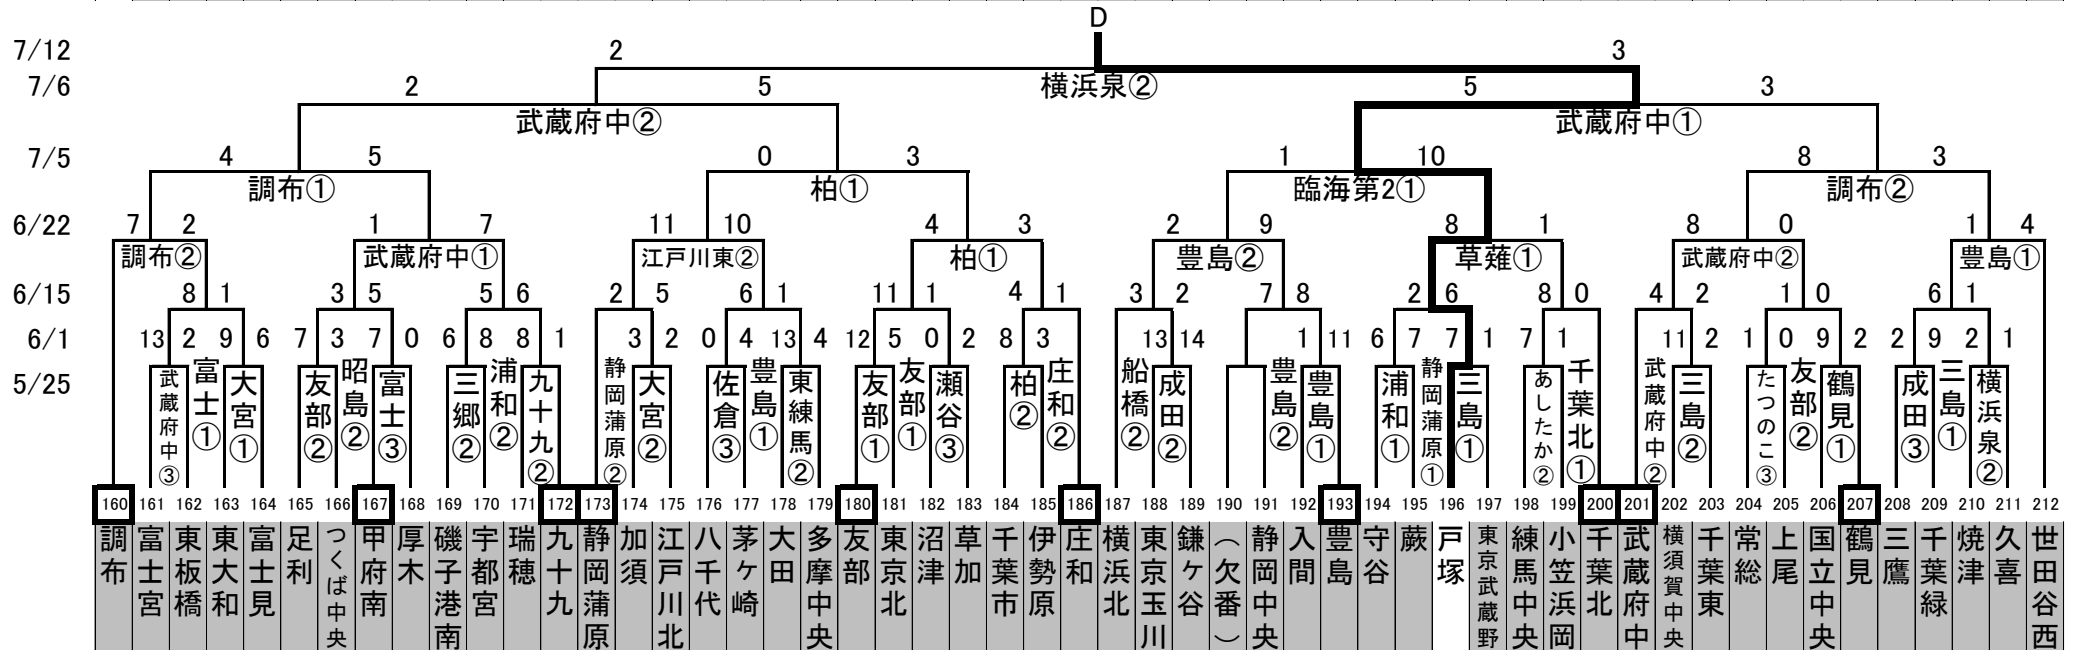 D
7/12 2 3
7/6 2 5 横浜泉② 5 3
武蔵府中② 武蔵府中①
7/5 4 5 0 3 1 10 8 3
調布① 柏① 臨海第2① 調布②
6/22 7 2 1 7 11 10 4 3 2 9 8 1 8 0 1 4
調布② 武蔵府中① 江戸川東② 柏① 豊島② 草薙① 武蔵府中② 豊島①
6/15 8 1 3 5 5 6 2 5 6 1 11 1 4 1 3 2 7 8 2 6 8 0 4 2 1 0 6 1
6/1 13 2 9 6 7 3 7 0 6 8 8 1 3 2 0 4 13 4 12 5 0 2 8 3 13 14 1 11 6 7 7 1 7 1 11 2 1 0 9 2 2 9 2 1
5/25
武蔵府中③
富士①
大宮①
友部②
昭島②
富士③
三郷②
浦和②
九十九②
静岡蒲原②
大宮②
佐倉③
豊島①
東練馬②
友部①
友部①
瀬谷③
柏②
庄和②
船橋②
成田②
豊島②
豊島①
浦和①
静岡蒲原①
三島①
あしたか②
千葉北①
武蔵府中②
三島②
たつのこ③
友部②
鶴見①
成田③
三島①
横浜泉②
160 161 162 163 164 165 166 167 168 169 170 171 172 173 174 175 176 177 178 179 180 181 182 183 184 185 186 187 188 189 190 191 192 193 194 195 196 197 198 199 200 201 202 203 204 205 206 207 208 209 210 211 212
調布
富士宮
東板橋
東大和
富士見
足利
つくば中央
甲府南
厚木
磯子港南
宇都宮
瑞穂
九十九
静岡蒲原
加須
江戸川北
八千代
茅ヶ崎
大田
多摩中央
友部
東京北
沼津
草加
千葉市
伊勢原
庄和
横浜北
東京玉川
鎌ヶ谷
（欠番）
静岡中央
入間
豊島
守谷
蕨
戸塚
東京武蔵野
練馬中央
小笠浜岡
千葉北
武蔵府中
横須賀中央
千葉東
常総
上尾
国立中央
鶴見
三鷹
千葉緑
焼津
久喜
世田谷西